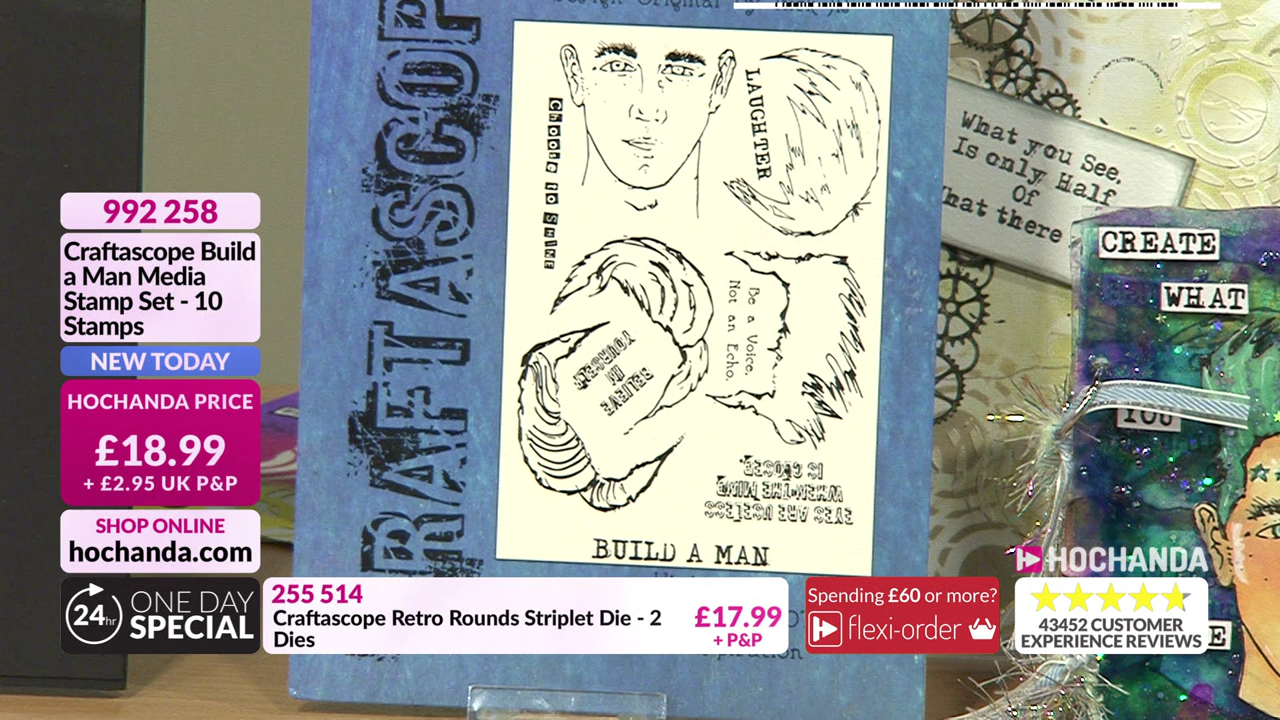 CRAFTASCOP
LAUGHTER
Choose to Shine
BELIEVE
IN
YOURSELF
Be a Voice,
Not an Echo.
EYES ARE USELESS
WHEN THE MIND
IS CLOSED.
BUILD A MAN
What you See,
Is only Half
Of
What there
CREATE
WHAT
YOU
992 258
Craftascope Build
a Man Media
Stamp Set - 10
Stamps
NEW TODAY
HOCHANDA PRICE
£18.99
+ £2.95 UK P&P
SHOP ONLINE
hochanda.com
24hr
ONE DAY
SPECIAL
255 514
Craftascope Retro Rounds Striplet Die - 2
Dies
£17.99
+ P&P
Spending £60 or more?
flexi-order
HOCHANDA
43452 CUSTOMER
EXPERIENCE REVIEWS